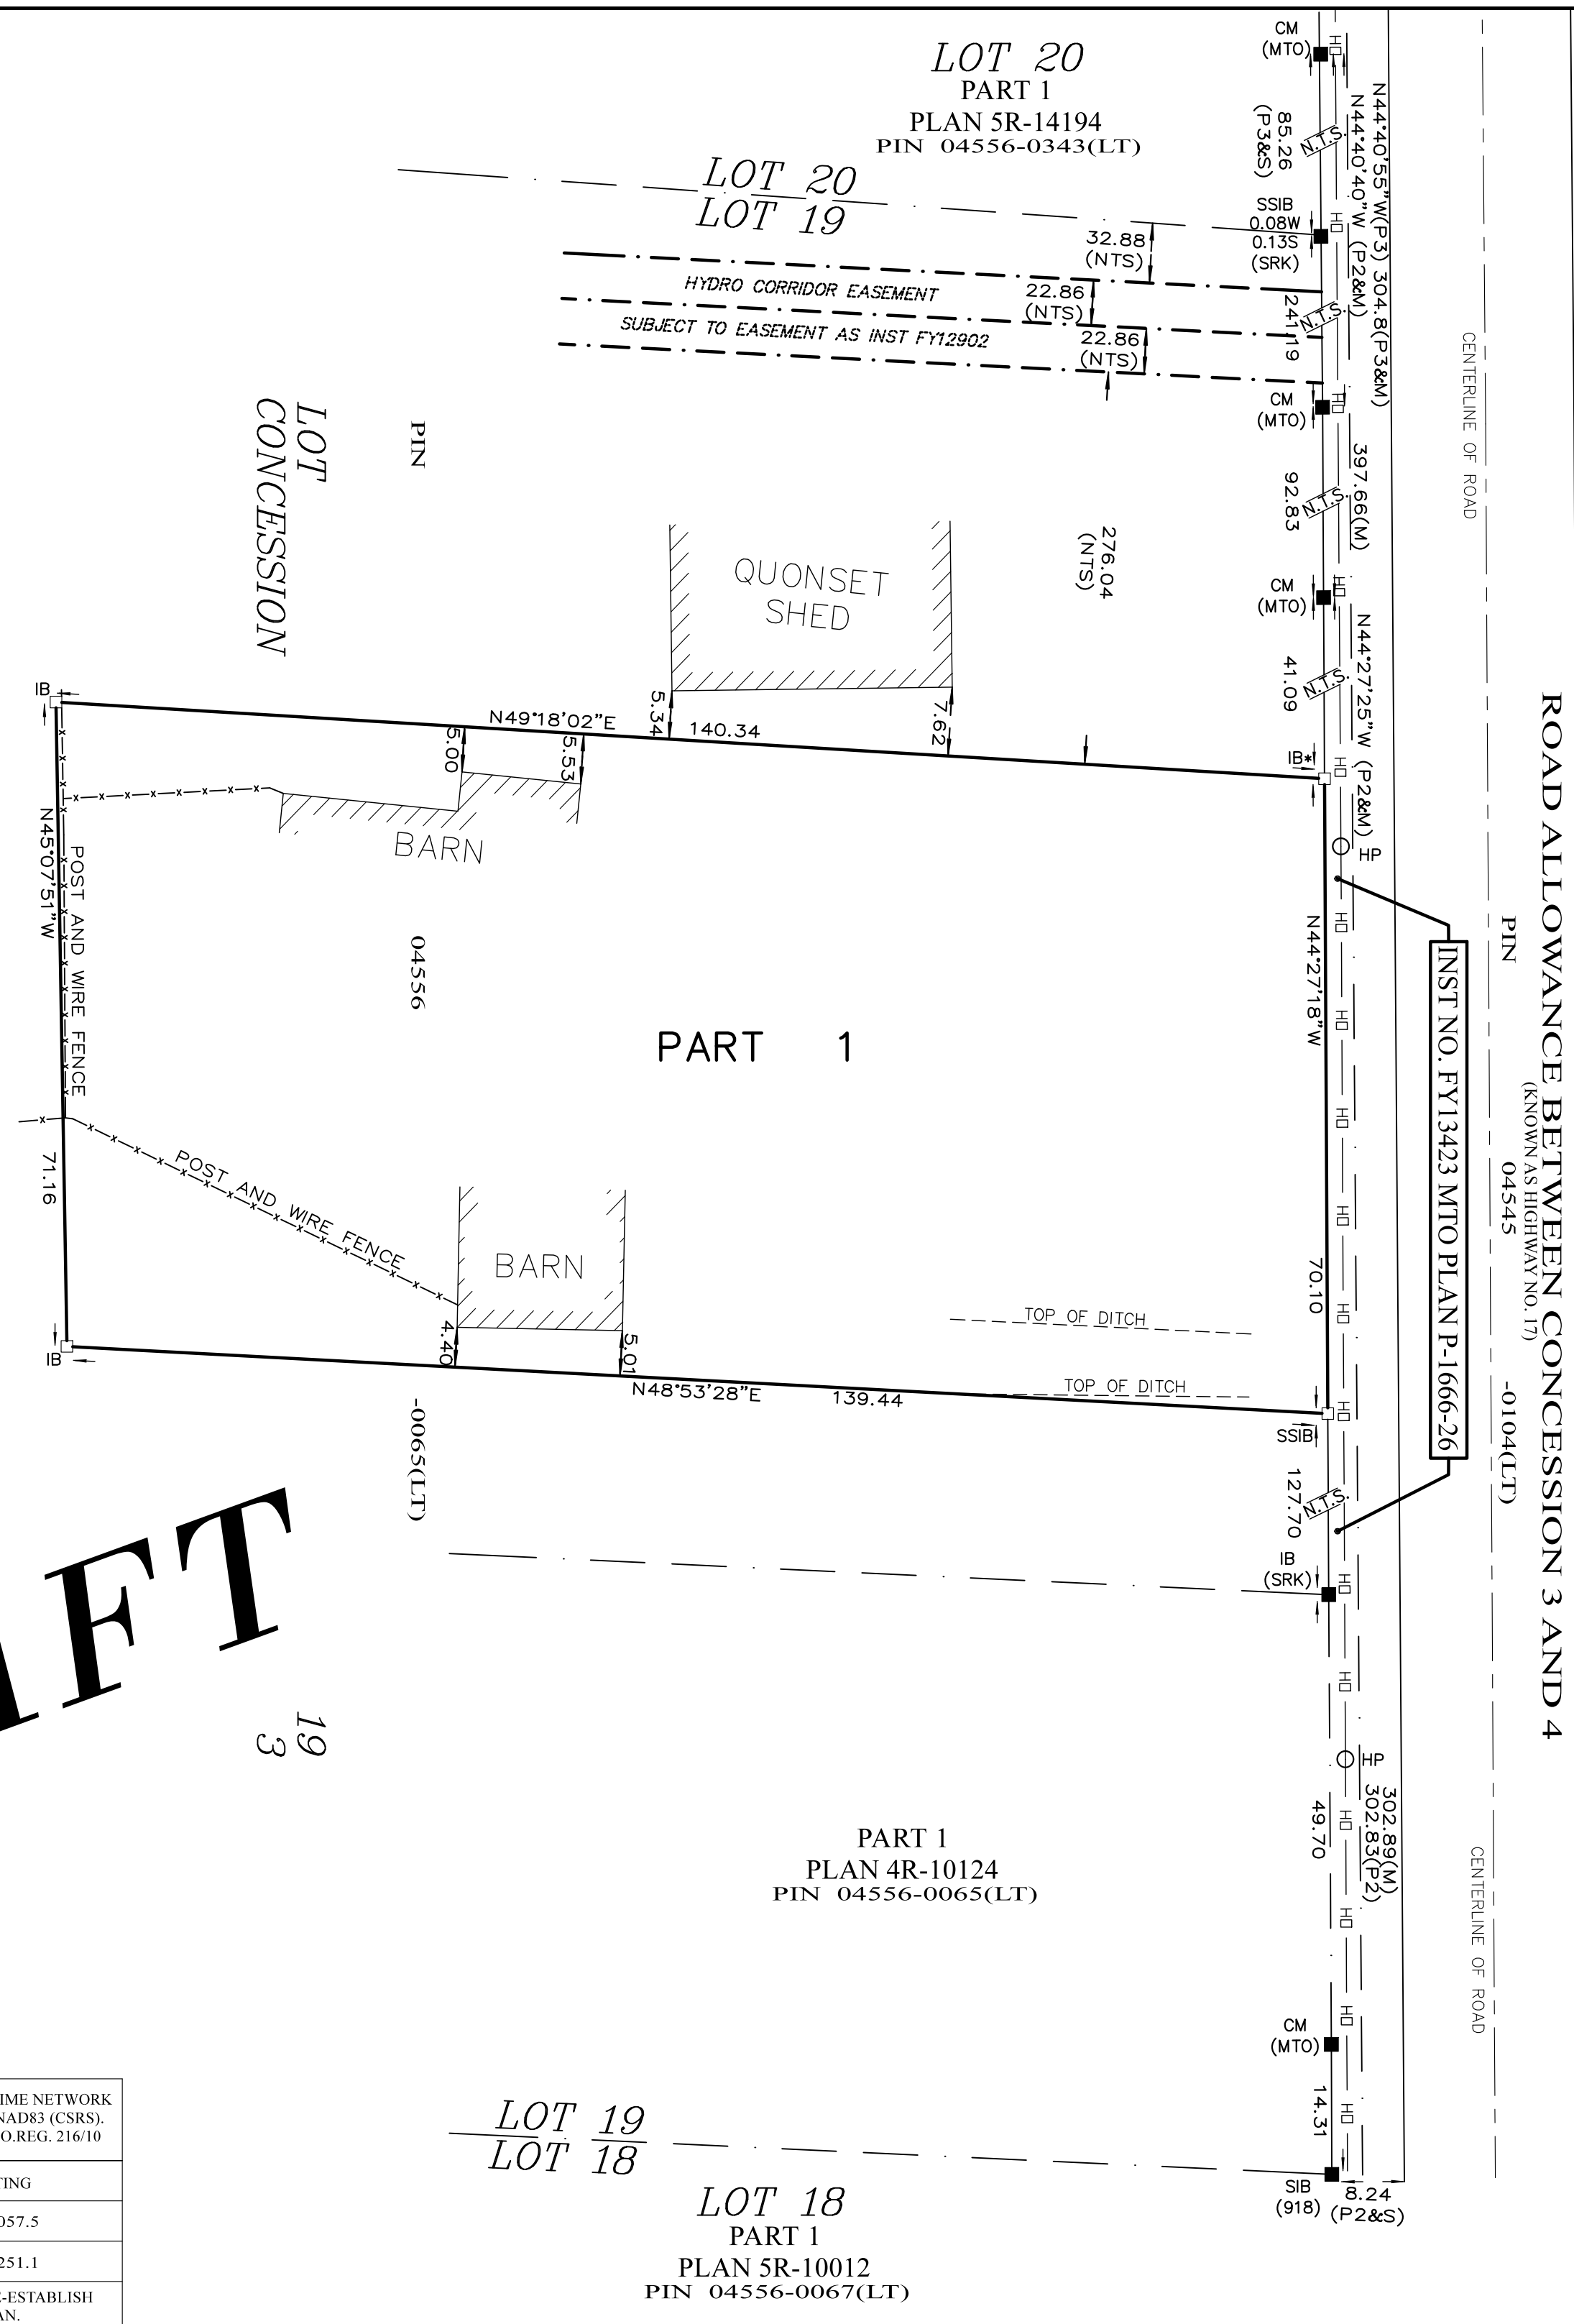 LOT 20
PART 1
PLAN 5R-14194
PIN 04556-0343(LT)
LOT 20
LOT 19
CM
(MTO)
85.26
(P3&S)
N.T.S.
N44°40'55"W(P3) 304.8(P3&M)
N44°40'40"W (P2&M)
SSIB
0.08W
0.13S
(SRK)
32.88
(NTS)
HYDRO CORRIDOR EASEMENT
22.86
(NTS)
SUBJECT TO EASEMENT AS INST FY12902
22.86
(NTS)
241.19
N.T.S.
CM
(MTO)
CENTERLINE OF ROAD
397.66(M)
92.83
N.T.S.
276.04
(NTS)
CM
(MTO)
N44°27'25"W (P2&M)
41.09
N.T.S.
LOT
CONCESSION
PIN
QUONSET
SHED
5.34
7.62
IB
N49°18'02"E
140.34
IB*
5.00
5.53
BARN
HP
ROAD ALLOWANCE BETWEEN CONCESSION 3 AND 4
(KNOWN AS HIGHWAY NO. 17)
PIN
04545
-0104(LT)
INST NO. FY13423 MTO PLAN P-1666-26
N44°27'18"W
70.10
N45°07'51"W
71.16
POST AND WIRE FENCE
04556
PART 1
POST AND WIRE FENCE
BARN
TOP OF DITCH
TOP OF DITCH
4.40
5.01
IB
N48°53'28"E
139.44
SSIB
-0065(LT)
127.70
N.T.S.
IB
(SRK)
19
3
HP
PART 1
PLAN 4R-10124
PIN 04556-0065(LT)
49.70
302.89(M)
302.83(P2)
CENTERLINE OF ROAD
CM
(MTO)
14.31
LOT 19
LOT 18
SIB
(918)
8.24
(P2&S)
LOT 18
PART 1
PLAN 5R-10012
PIN 04556-0067(LT)
IME NETWORK
NAD83 (CSRS).
O.REG. 216/10
TING
057.5
251.1
E-ESTABLISH
AN.
AFT